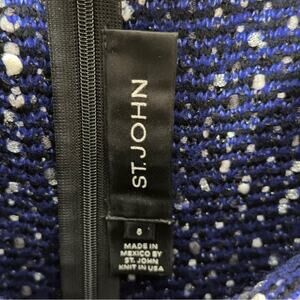 ST. JOHN
8
MADE IN
MEXICO BY
ST. JOHN
KNIT IN USA